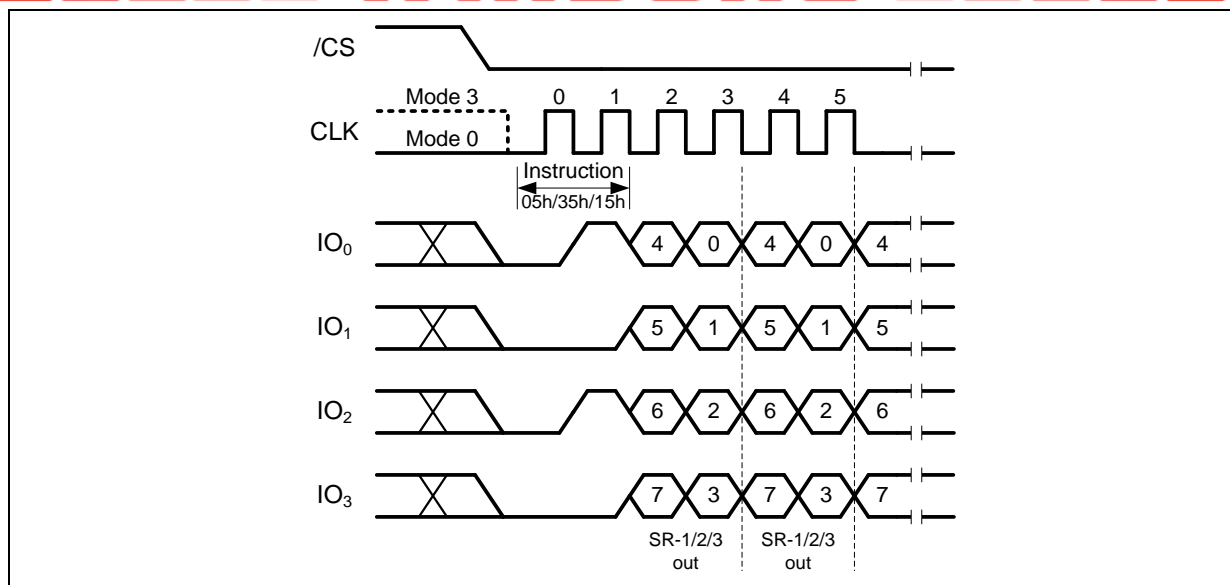 /CS
Mode 3 0 1 2 3 4 5
CLK
Mode 0
Instruction
05h/35h/15h
IO₀ 4 0 4 0 4
IO₁ 5 1 5 1 5
IO₂ 6 2 6 2 6
IO₃ 7 3 7 3 7
SR-1/2/3 SR-1/2/3
out out